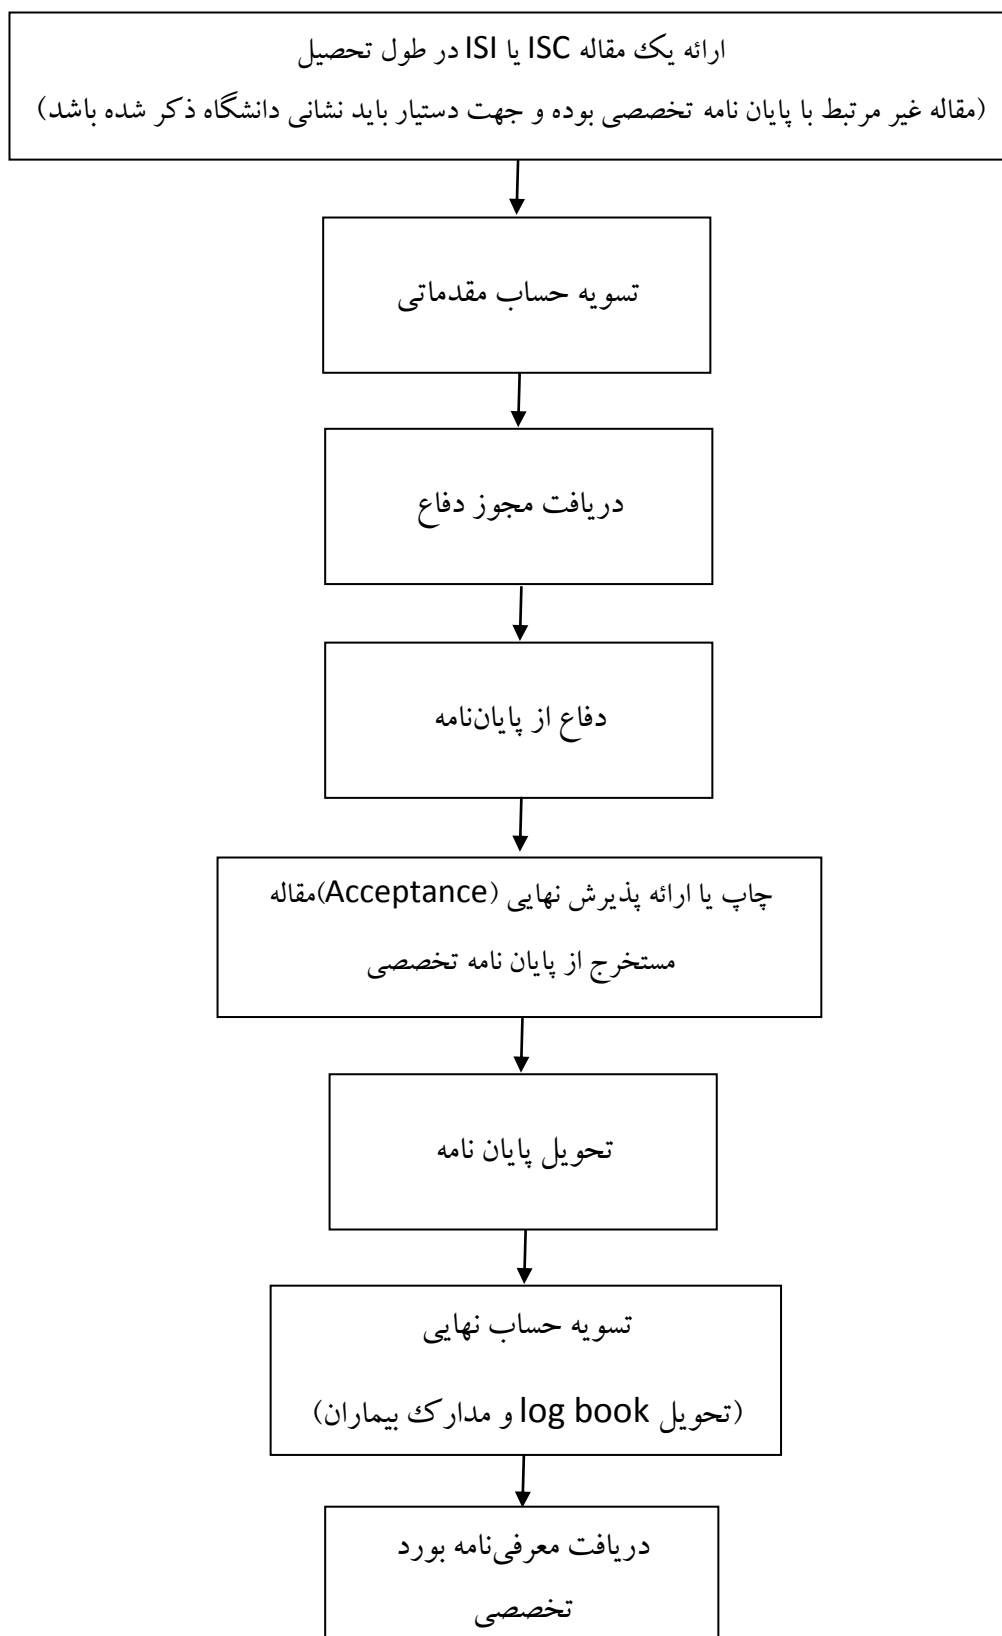 ارائه یک مقاله ISC یا ISI در طول تحصیل
(مقاله غیر مرتبط با پایان نامه تخصصی بوده و جهت دستیار باید نشانی دانشگاه ذکر شده باشد)
تسویه حساب مقدماتی
دریافت مجوز دفاع
دفاع از پایان‌نامه
چاپ یا ارائه پذیرش نهایی (Acceptance)مقاله
مستخرج از پایان نامه تخصصی
تحویل پایان نامه
تسویه حساب نهایی
(تحویل log book و مدارک بیماران)
دریافت معرفی‌نامه بورد
تخصصی